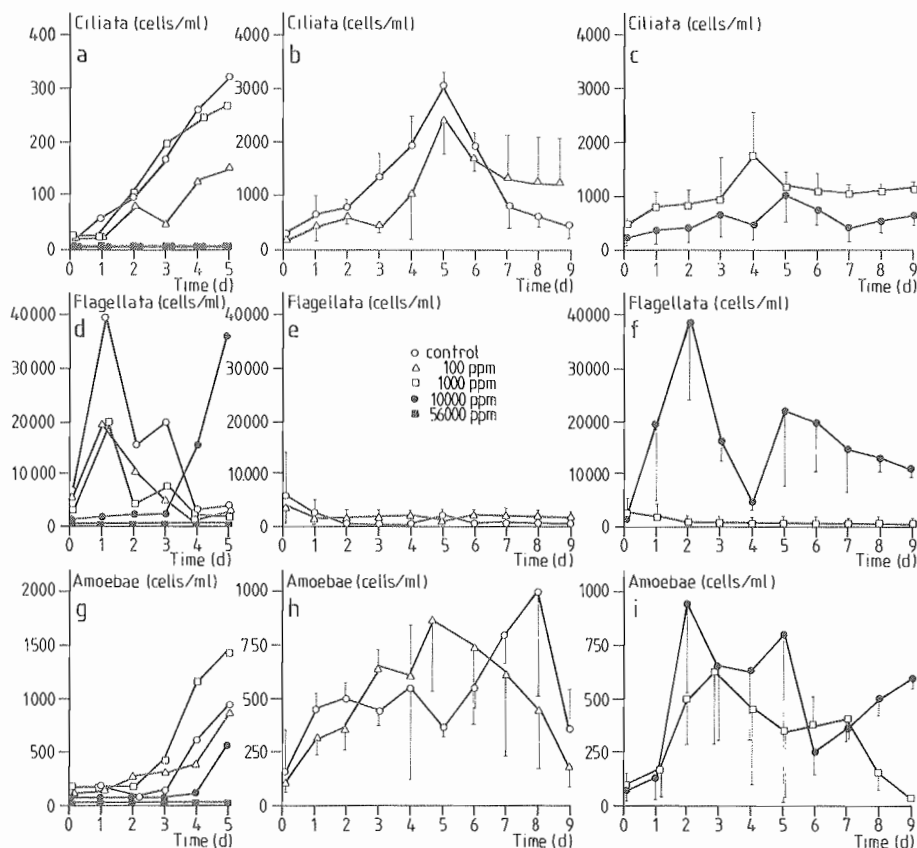 Ciliata (cells/ml)
a
400
300
200
100
0
0 1 2 3 4 5
Time (d)
Ciliata (cells/ml)
b
4000
3000
2000
1000
0
0 1 2 3 4 5 6 7 8 9
Time (d)
Ciliata (cells/ml)
c
4000
3000
2000
1000
0
0 1 2 3 4 5 6 7 8 9
Time (d)
Flagellata (cells/ml)
d
40000
30000
20000
10000
0
0 1 2 3 4 5
Time (d)
Flagellata (cells/ml)
e
40000
30000
20000
10000
0
control
100 ppm
1000 ppm
10000 ppm
56000 ppm
0 1 2 3 4 5 6 7 8 9
Time (d)
Flagellata (cells/ml)
f
40000
30000
20000
10000
0
0 1 2 3 4 5 6 7 8 9
Time (d)
Amoebae (cells/ml)
g
2000
1500
1000
500
0
0 1 2 3 4 5
Time (d)
Amoebae (cells/ml)
h
1000
750
500
250
0
0 1 2 3 4 5 6 7 8 9
Time (d)
Amoebae (cells/ml)
i
1000
750
500
250
0
0 1 2 3 4 5 6 7 8 9
Time (d)